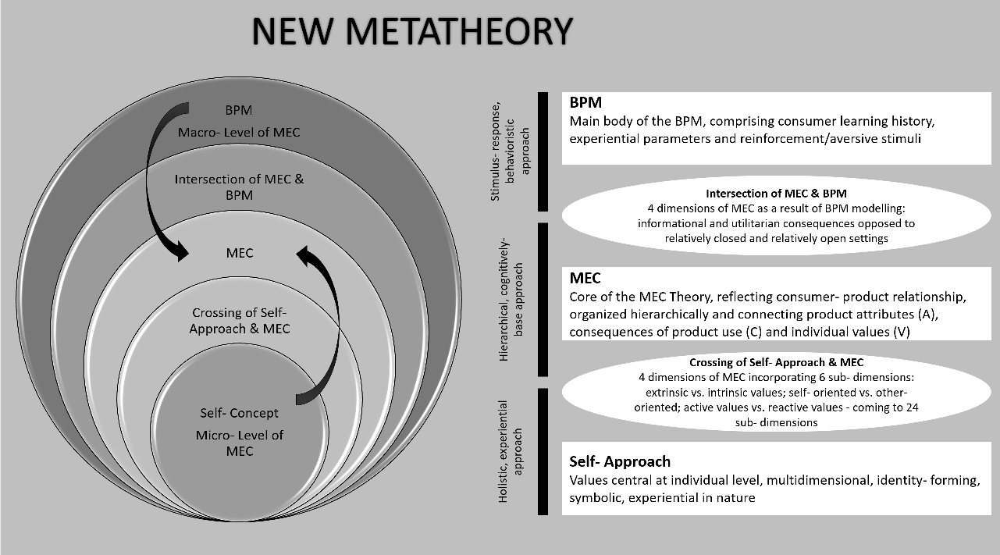 NEW METATHEORY
BPM
Macro- Level of MEC
Intersection of MEC &
BPM
MEC
Crossing of Self-
Approach & MEC
Self- Concept
Micro- Level of
MEC
Stimulus- response,
behavioristic
approach
Hierarchical, cognitively-
base approach
Holistic, experiential
approach
BPM
Main body of the BPM, comprising consumer learning history,
experiential parameters and reinforcement/aversive stimuli
Intersection of MEC & BPM
4 dimensions of MEC as a result of BPM modelling:
informational and utilitarian consequences opposed to
relatively closed and relatively open settings
MEC
Core of the MEC Theory, reflecting consumer- product relationship,
organized hierarchically and connecting product attributes (A),
consequences of product use (C) and individual values (V)
Crossing of Self- Approach & MEC
4 dimensions of MEC incorporating 6 sub- dimensions:
extrinsic vs. intrinsic values; self- oriented vs. other-
oriented; active values vs. reactive values - coming to 24
sub- dimensions
Self- Approach
Values central at individual level, multidimensional, identity- forming,
symbolic, experiential in nature